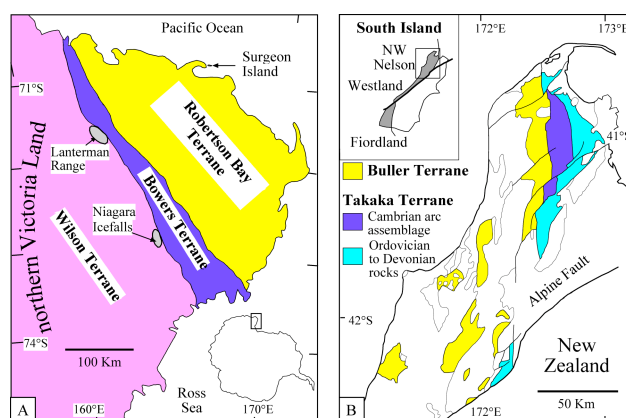 Pacific Ocean
Surgeon
Island
71°S
Robertson Bay
Terrane
Lanterman
Range
Bowers Terrane
Niagara
Icefalls
Wilson Terrane
northern Victoria Land
74°S
100 Km
160°E
Ross
Sea
170°E
A
172°E
173°E
South Island
NW
Nelson
Westland
Fiordland
41°S
Buller Terrane
Takaka Terrane
Cambrian arc
assemblage
Ordovician
to Devonian
rocks
Alpine Fault
42°S
New
Zealand
50 Km
172°E
B